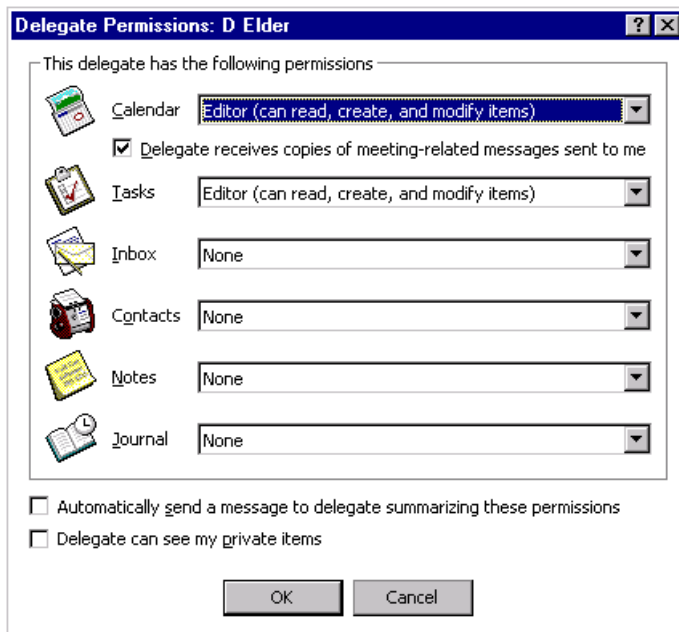 Delegate Permissions: D Elder
This delegate has the following permissions
Calendar Editor (can read, create, and modify items)
Delegate receives copies of meeting-related messages sent to me
Tasks Editor (can read, create, and modify items)
Inbox None
Contacts None
Notes None
Journal None
Automatically send a message to delegate summarizing these permissions
Delegate can see my private items
OK Cancel